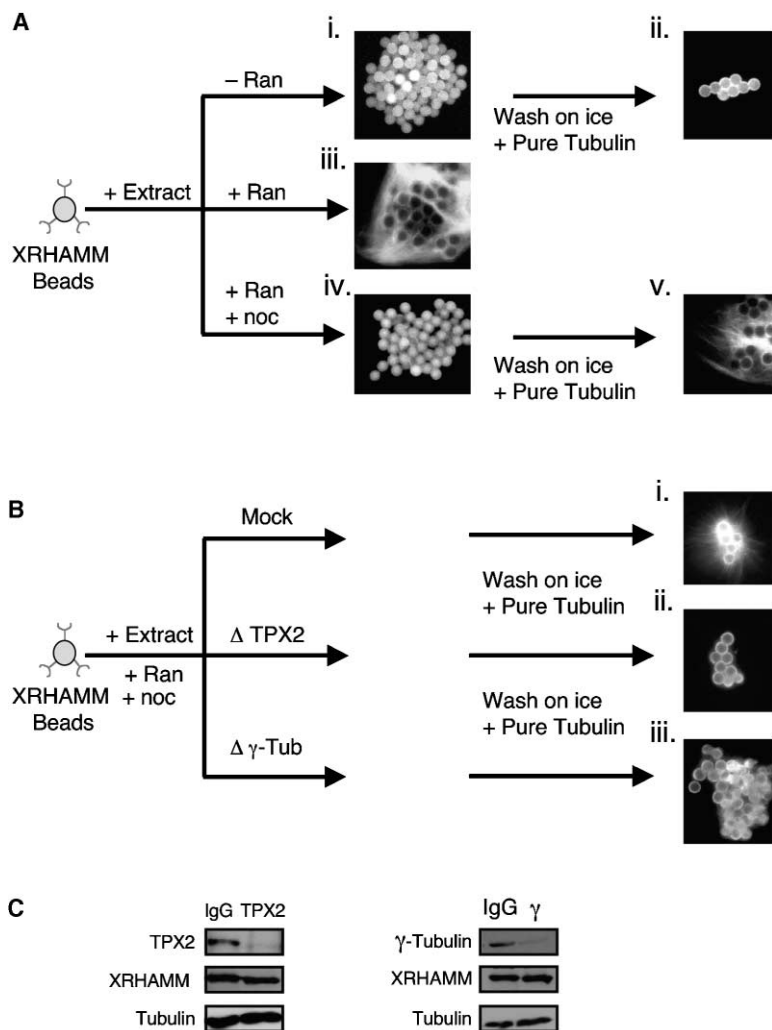 A
i.
ii.
– Ran
Wash on ice
+ Pure Tubulin
iii.
+ Extract
+ Ran
XRHAMM
Beads
iv.
v.
+ Ran
+ noc
Wash on ice
+ Pure Tubulin
B
i.
Mock
Wash on ice
+ Pure Tubulin
ii.
+ Extract
Δ TPX2
+ Ran
+ noc
XRHAMM
Beads
Wash on ice
+ Pure Tubulin
iii.
Δ γ-Tub
C
IgG TPX2
TPX2
XRHAMM
Tubulin
IgG γ
γ-Tubulin
XRHAMM
Tubulin